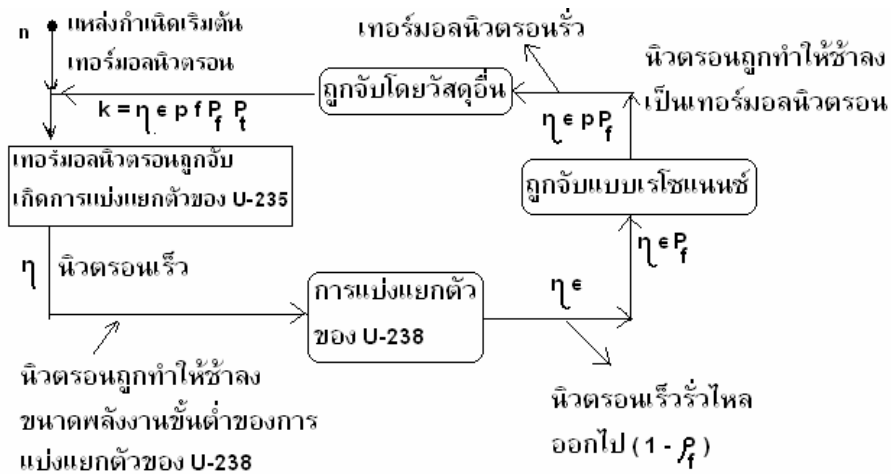 n
แหล่งกำเนิดเริ่มต้น
เทอร์มอลนิวตรอน
k = η ϵ p f P_f P_t
เทอร์มอลนิวตรอนถูกจับ
เกิดการแบ่งแยกตัวของ U-235
η นิวตรอนเร็ว
นิวตรอนถูกทำให้ช้าลง
ขนาดพลังงานขั้นต่ำของการ
แบ่งแยกตัวของ U-238
การแบ่งแยกตัว
ของ U-238
η ϵ
นิวตรอนเร็วรั่วไหล
ออกไป (1 - ρ_f)
η ϵ P_f
ถูกจับแบบเรโซแนนซ์
η ϵ p P_f
นิวตรอนถูกทำให้ช้าลง
เป็นเทอร์มอลนิวตรอน
เทอร์มอลนิวตรอนรั่ว
ถูกจับโดยวัสดุอื่น